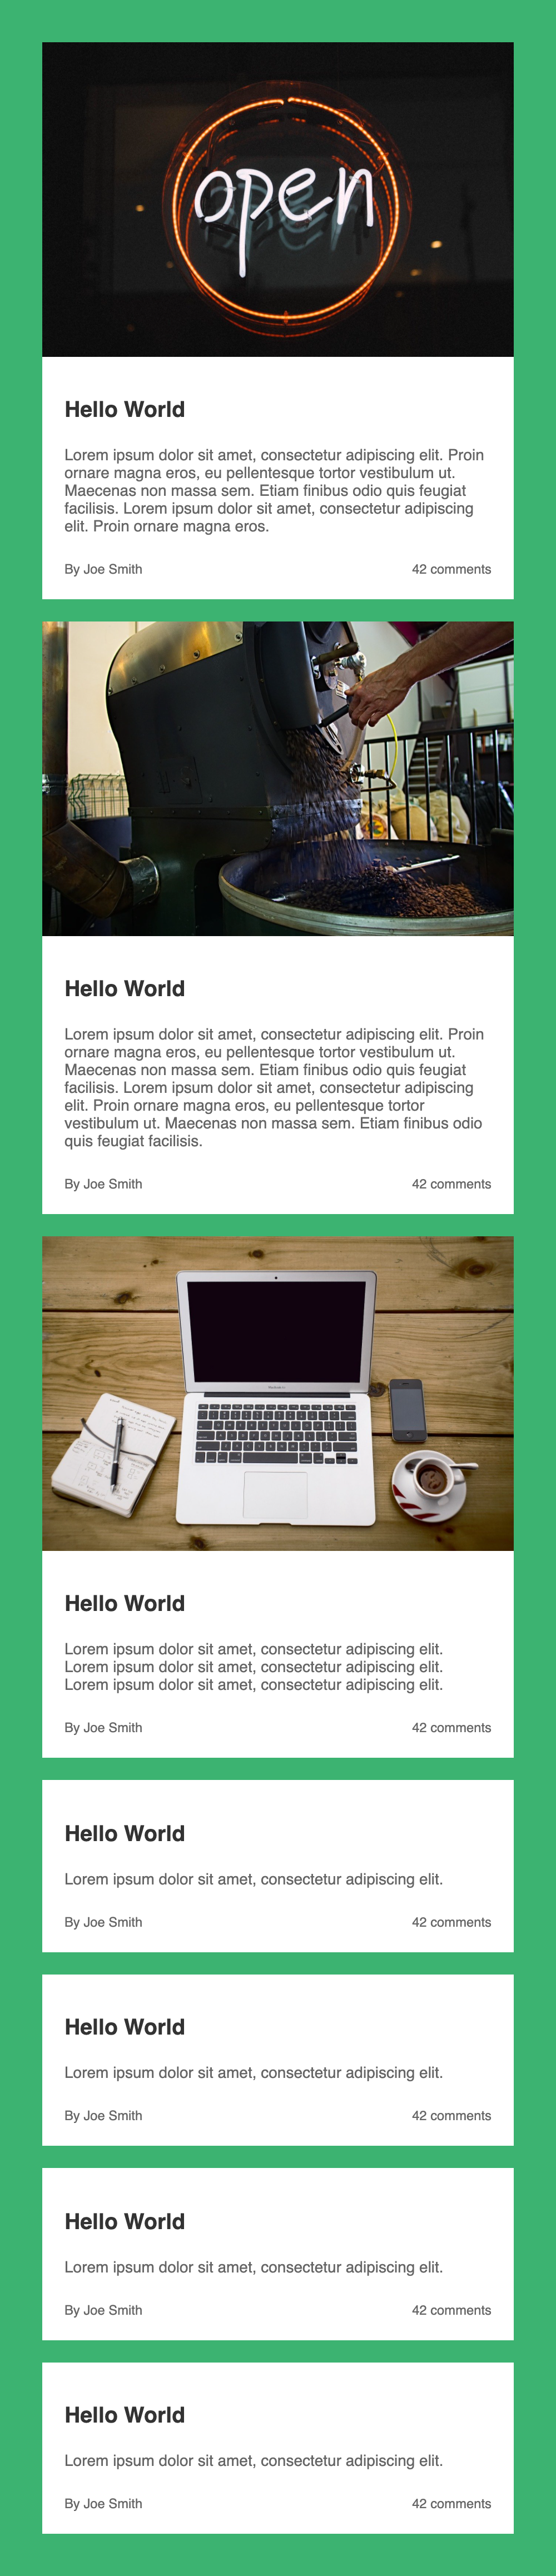 open
Hello World
Lorem ipsum dolor sit amet, consectetur adipiscing elit. Proin
ornare magna eros, eu pellentesque tortor vestibulum ut.
Maecenas non massa sem. Etiam finibus odio quis feugiat
facilisis. Lorem ipsum dolor sit amet, consectetur adipiscing
elit. Proin ornare magna eros.
By Joe Smith 42 comments
Hello World
Lorem ipsum dolor sit amet, consectetur adipiscing elit. Proin
ornare magna eros, eu pellentesque tortor vestibulum ut.
Maecenas non massa sem. Etiam finibus odio quis feugiat
facilisis. Lorem ipsum dolor sit amet, consectetur adipiscing
elit. Proin ornare magna eros, eu pellentesque tortor
vestibulum ut. Maecenas non massa sem. Etiam finibus odio
quis feugiat facilisis.
By Joe Smith 42 comments
Hello World
Lorem ipsum dolor sit amet, consectetur adipiscing elit.
Lorem ipsum dolor sit amet, consectetur adipiscing elit.
Lorem ipsum dolor sit amet, consectetur adipiscing elit.
By Joe Smith 42 comments
Hello World
Lorem ipsum dolor sit amet, consectetur adipiscing elit.
By Joe Smith 42 comments
Hello World
Lorem ipsum dolor sit amet, consectetur adipiscing elit.
By Joe Smith 42 comments
Hello World
Lorem ipsum dolor sit amet, consectetur adipiscing elit.
By Joe Smith 42 comments
Hello World
Lorem ipsum dolor sit amet, consectetur adipiscing elit.
By Joe Smith 42 comments